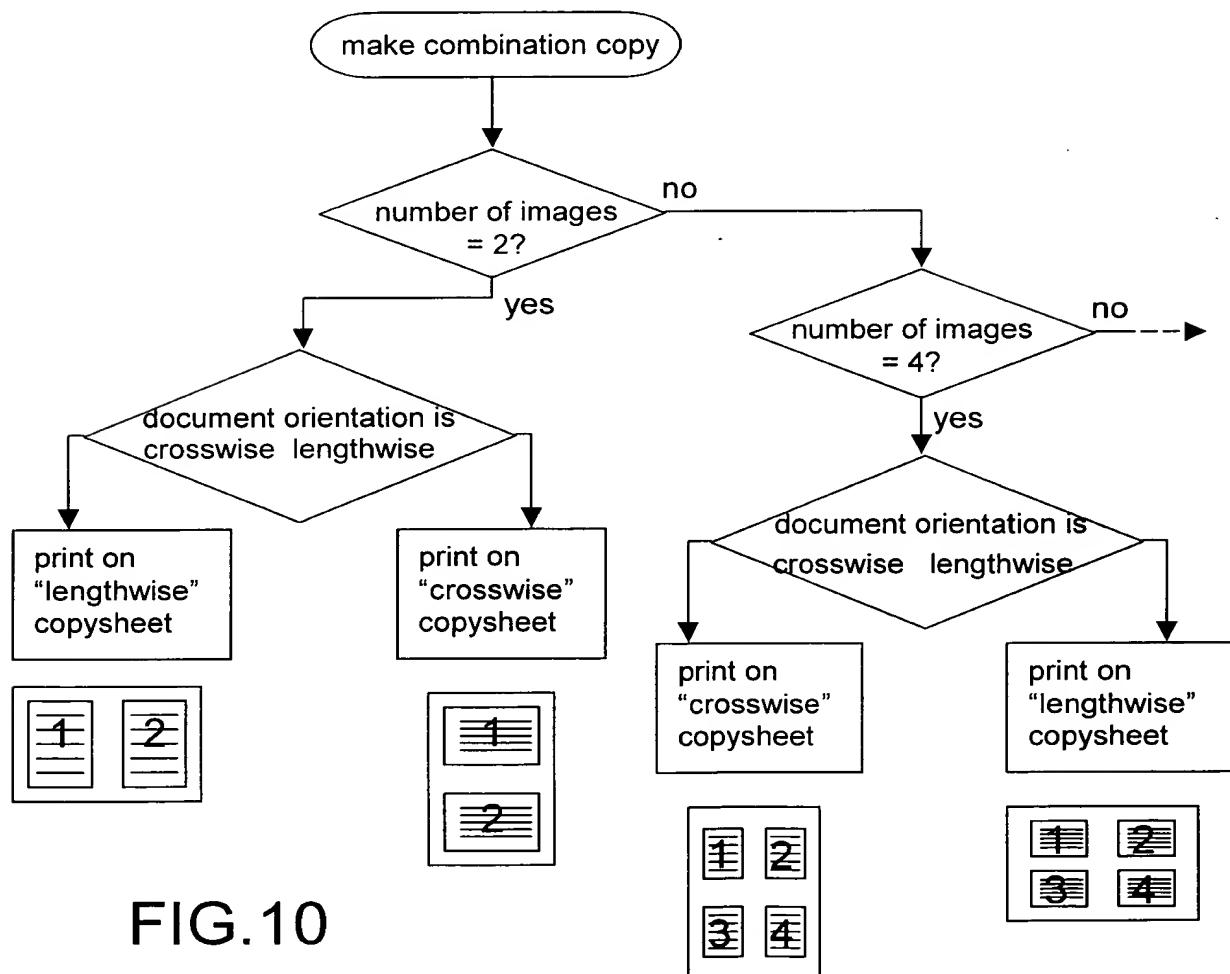 make combination copy
number of images
= 2?
no
yes
number of images
= 4?
no
yes
document orientation is
crosswise lengthwise
document orientation is
crosswise lengthwise
print on
“lengthwise”
copysheet
print on
“crosswise”
copysheet
print on
“crosswise”
copysheet
print on
“lengthwise”
copysheet
1 2
1
2
1 2
3 4
1 2
3 4
FIG.10